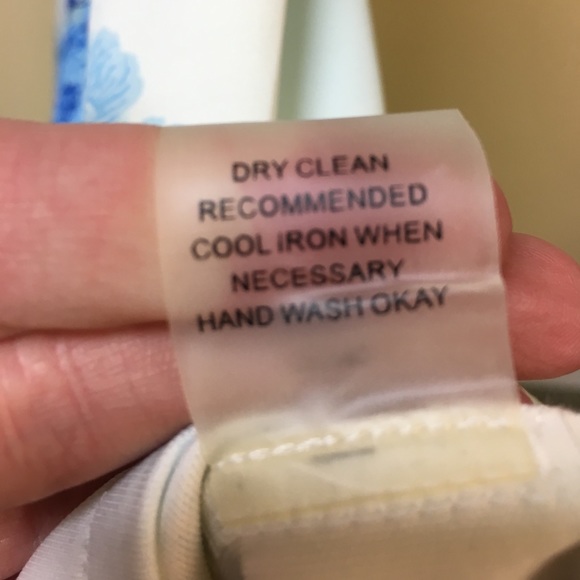 DRY CLEAN
RECOMMENDED
COOL IRON WHEN
NECESSARY
HAND WASH OKAY